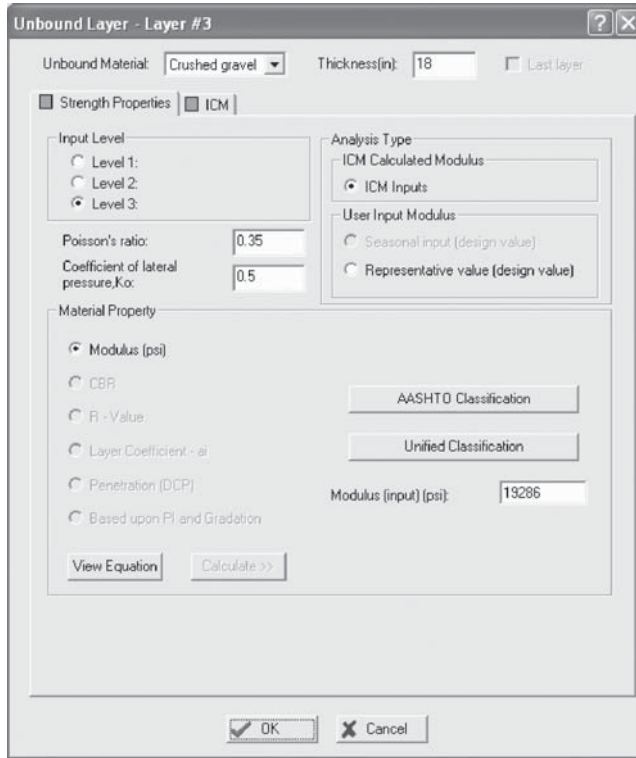 Unbound Layer - Layer #3
Unbound Material: Crushed gravel Thickness(in): 18 Last layer
Strength Properties ICM
Input Level
Level 1:
Level 2:
Level 3:
Poisson's ratio: 0.35
Coefficient of lateral pressure,Ko: 0.5
Analysis Type
ICM Calculated Modulus
ICM Inputs
User Input Modulus
Seasonal input (design value)
Representative value (design value)
Material Property
Modulus (psi)
CBR
R - Value
Layer Coefficient - ai
Penetration (DCP)
Based upon PI and Gradation
View Equation Calculate >>
AASHTO Classification
Unified Classification
Modulus (input) (psi): 19286
OK Cancel